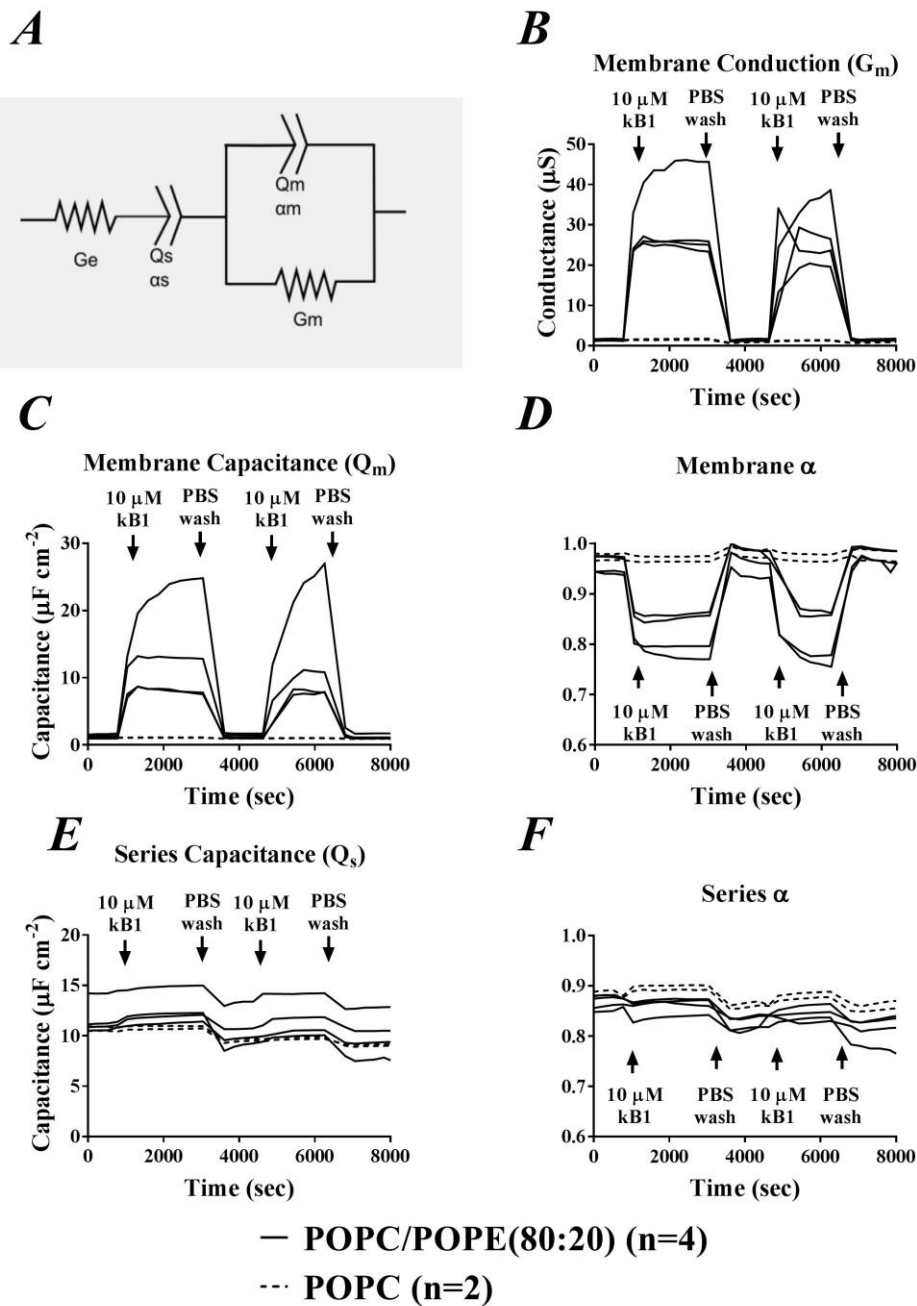 A
Ge
Qs
αs
Qm
αm
Gm
B
Membrane Conduction (Gm)
10 μM
kB1
PBS
wash
10 μM
kB1
PBS
wash
Conductance (μS)
50
40
30
20
10
0
0 2000 4000 6000 8000
Time (sec)
C
Membrane Capacitance (Qm)
10 μM
kB1
PBS
wash
10 μM
kB1
PBS
wash
Capacitance (μF cm-2)
30
20
10
0
0 2000 4000 6000 8000
Time (sec)
D
Membrane α
1.0
0.9
0.8
0.7
0.6
10 μM
kB1
PBS
wash
10 μM
kB1
PBS
wash
0 2000 4000 6000 8000
Time (sec)
E
Series Capacitance (Qs)
10 μM
kB1
PBS
wash
10 μM
kB1
PBS
wash
Capacitance (μF cm-2)
20
15
10
5
0
0 2000 4000 6000 8000
Time (sec)
F
Series α
1.0
0.9
0.8
0.7
0.6
10 μM
kB1
PBS
wash
10 μM
kB1
PBS
wash
0 2000 4000 6000 8000
Time (sec)
POPC/POPE(80:20) (n=4)
POPC (n=2)